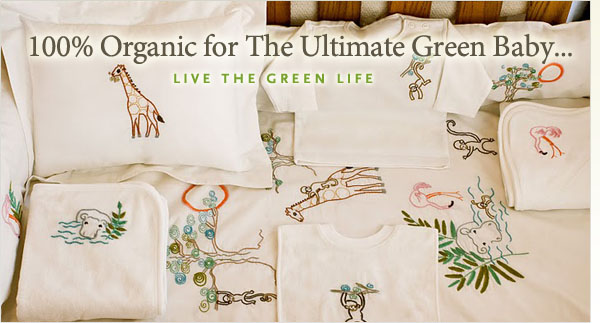 100% Organic for The Ultimate Green Baby...
LIVE THE GREEN LIFE